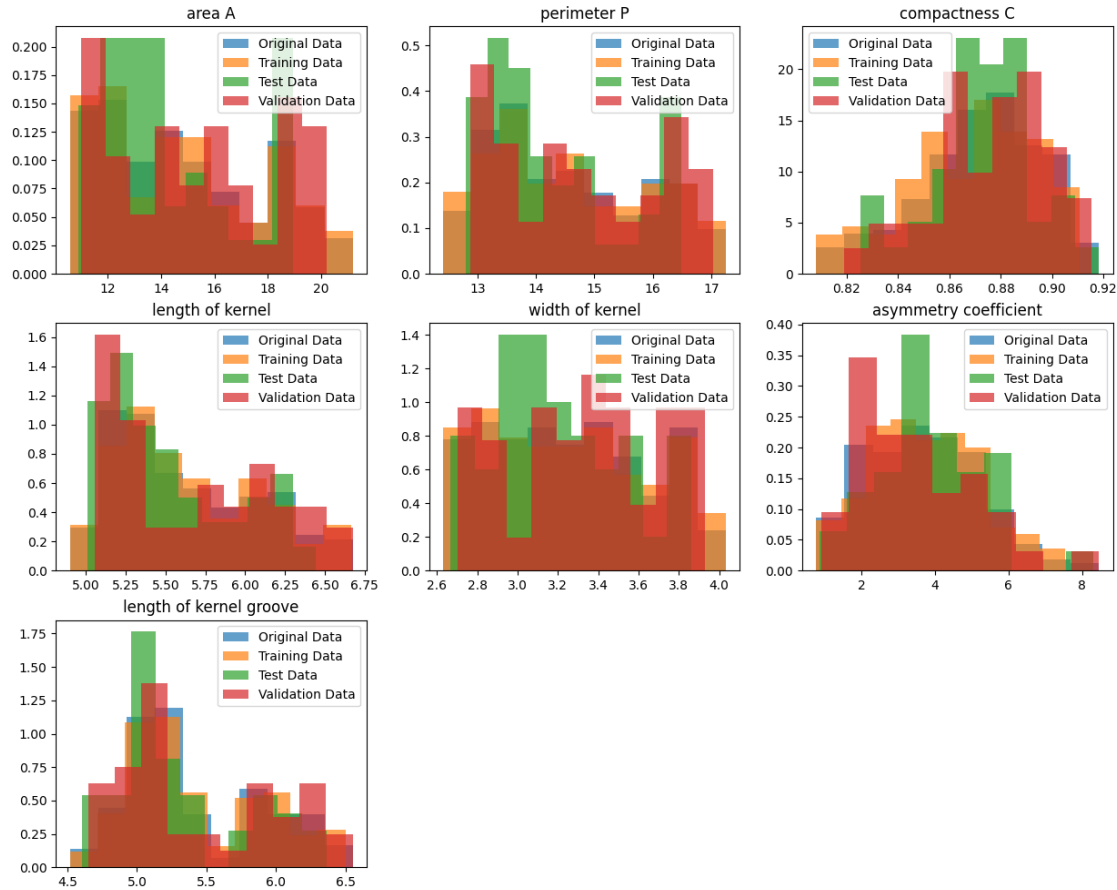 area A
0.200
0.175
0.150
0.125
0.100
0.075
0.050
0.025
0.000
12 14 16 18 20
Original Data
Training Data
Test Data
Validation Data
perimeter P
0.5
0.4
0.3
0.2
0.1
0.0
13 14 15 16 17
Original Data
Training Data
Test Data
Validation Data
compactness C
20
15
10
5
0
0.82 0.84 0.86 0.88 0.90 0.92
Original Data
Training Data
Test Data
Validation Data
length of kernel
1.6
1.4
1.2
1.0
0.8
0.6
0.4
0.2
0.0
5.00 5.25 5.50 5.75 6.00 6.25 6.50 6.75
Original Data
Training Data
Test Data
Validation Data
width of kernel
1.4
1.2
1.0
0.8
0.6
0.4
0.2
0.0
2.6 2.8 3.0 3.2 3.4 3.6 3.8 4.0
Original Data
Training Data
Test Data
Validation Data
asymmetry coefficient
0.40
0.35
0.30
0.25
0.20
0.15
0.10
0.05
0.00
2 4 6 8
Original Data
Training Data
Test Data
Validation Data
length of kernel groove
1.75
1.50
1.25
1.00
0.75
0.50
0.25
0.00
4.5 5.0 5.5 6.0 6.5
Original Data
Training Data
Test Data
Validation Data